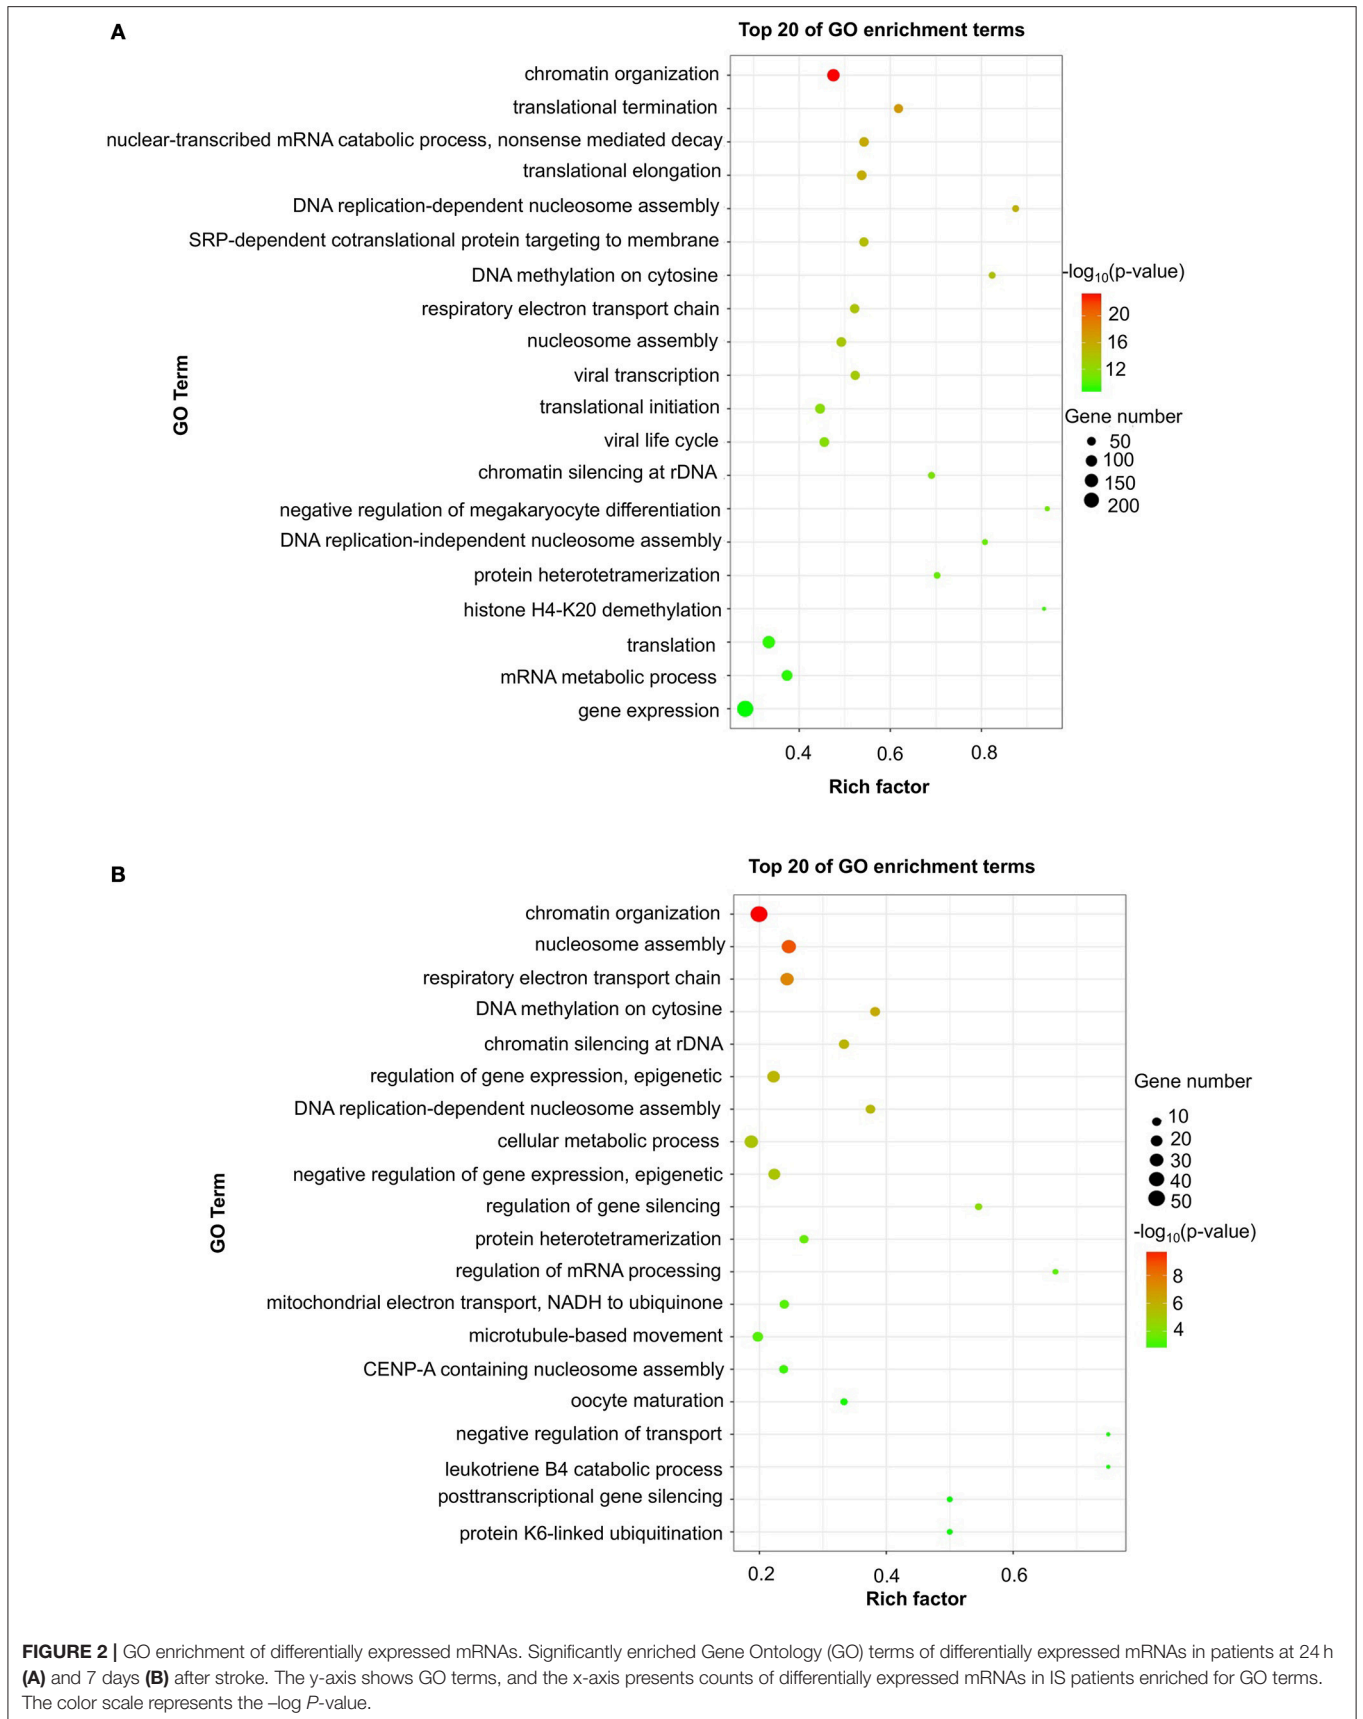 A
Top 20 of GO enrichment terms
chromatin organization
translational termination
nuclear-transcribed mRNA catabolic process, nonsense mediated decay
translational elongation
DNA replication-dependent nucleosome assembly
SRP-dependent cotranslational protein targeting to membrane
DNA methylation on cytosine
respiratory electron transport chain
nucleosome assembly
viral transcription
translational initiation
viral life cycle
chromatin silencing at rDNA
negative regulation of megakaryocyte differentiation
DNA replication-independent nucleosome assembly
protein heterotetramerization
histone H4-K20 demethylation
translation
mRNA metabolic process
gene expression
GO Term
0.4 0.6 0.8
Rich factor
-log10(p-value)
20
16
12
Gene number
50
100
150
200
B
Top 20 of GO enrichment terms
chromatin organization
nucleosome assembly
respiratory electron transport chain
DNA methylation on cytosine
chromatin silencing at rDNA
regulation of gene expression, epigenetic
DNA replication-dependent nucleosome assembly
cellular metabolic process
negative regulation of gene expression, epigenetic
regulation of gene silencing
protein heterotetramerization
regulation of mRNA processing
mitochondrial electron transport, NADH to ubiquinone
microtubule-based movement
CENP-A containing nucleosome assembly
oocyte maturation
negative regulation of transport
leukotriene B4 catabolic process
posttranscriptional gene silencing
protein K6-linked ubiquitination
GO Term
0.2 0.4 0.6
Rich factor
Gene number
10
20
30
40
50
-log10(p-value)
8
6
4
FIGURE 2 | GO enrichment of differentially expressed mRNAs. Significantly enriched Gene Ontology (GO) terms of differentially expressed mRNAs in patients at 24 h
(A) and 7 days (B) after stroke. The y-axis shows GO terms, and the x-axis presents counts of differentially expressed mRNAs in IS patients enriched for GO terms.
The color scale represents the –log P-value.